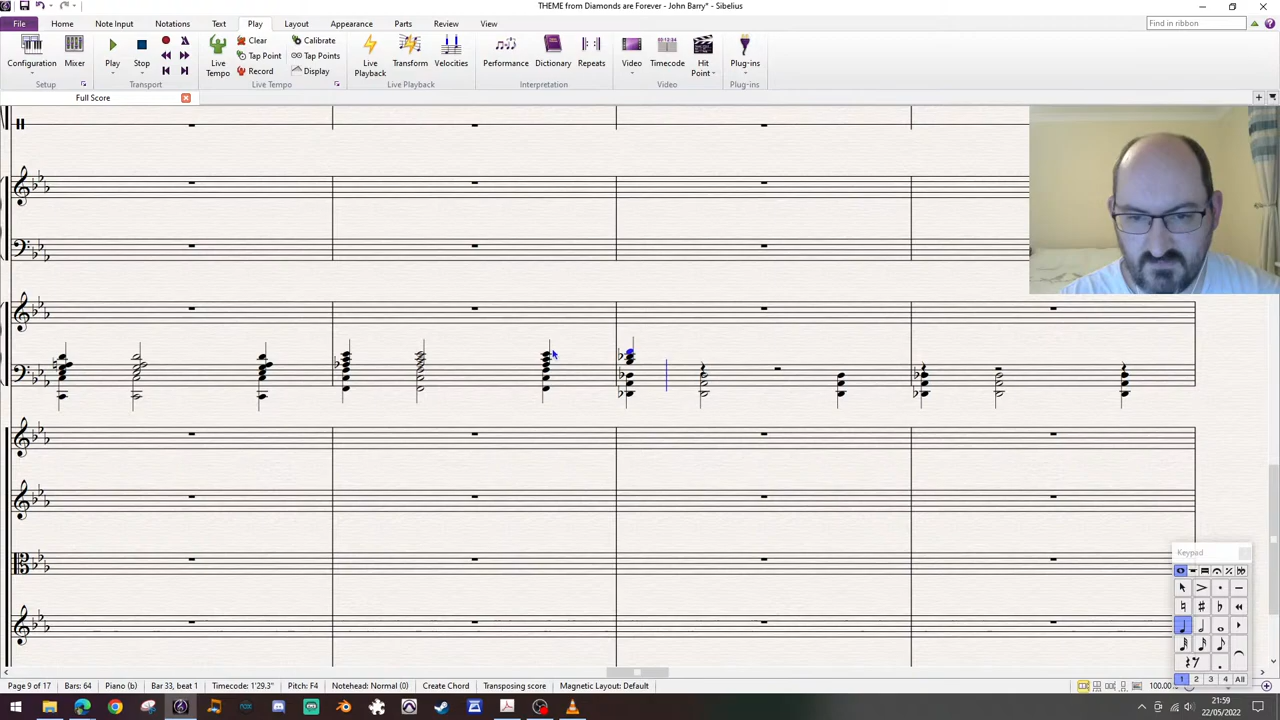 THEME from Diamonds are Forever - John Barry* - Sibelius
File Home Note Input Notations Text Play Layout Appearance Parts Review View
Find in ribbon
Configuration Mixer Play Stop Live Tempo Clear Tap Point Record Calibrate Tap Points Display Live Playback Transform Velocities Performance Dictionary Repeats Video Timecode Hit Point Plug-ins
Setup Transport Live Tempo Live Playback Interpretation Video Plug-ins
Full Score
Keypad
1 2 3 4 All
Page 9 of 17 Bars: 64 Piano (b) Bar 33, beat 1 Timecode: 1'29.3" Pitch: F4 Notehead: Normal (0) Create Chord Transposing score Magnetic Layout: Default 100.00
21:59
22/05/2022